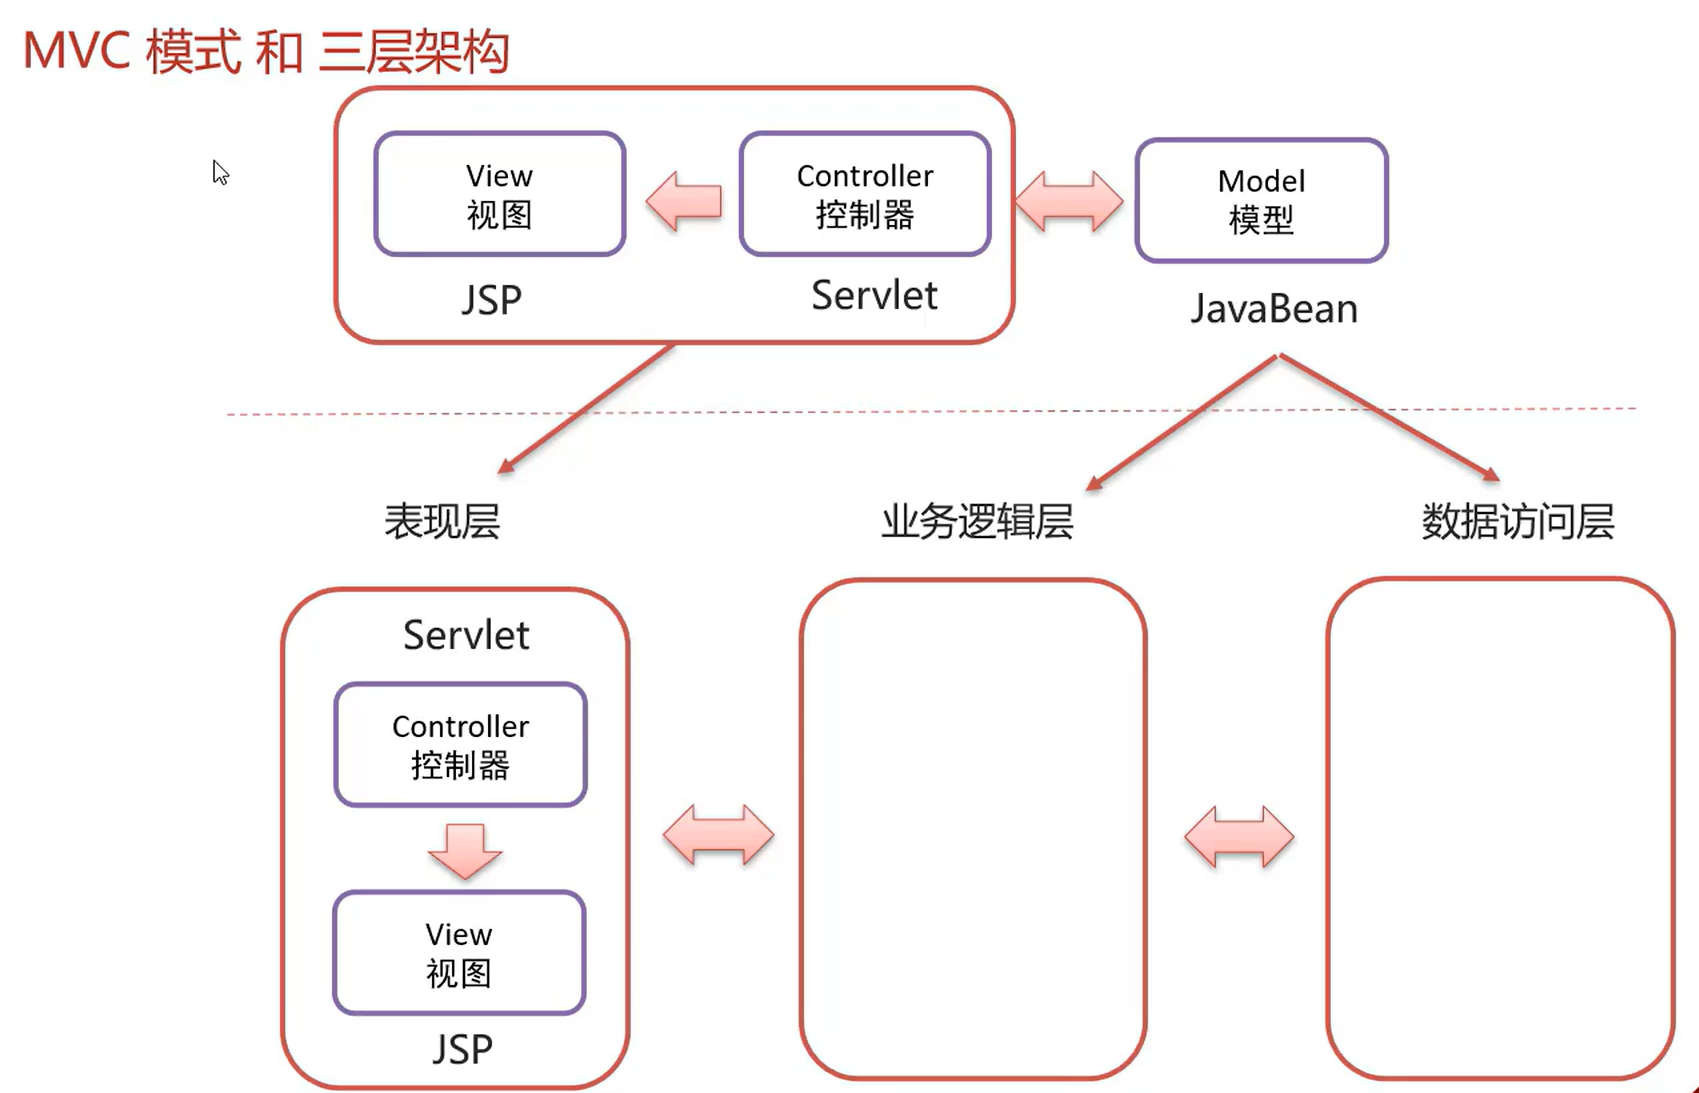 MVC 模式 和 三层架构
View
视图
Controller
控制器
Model
模型
JSP
Servlet
JavaBean
表现层
业务逻辑层
数据访问层
Servlet
Controller
控制器
View
视图
JSP